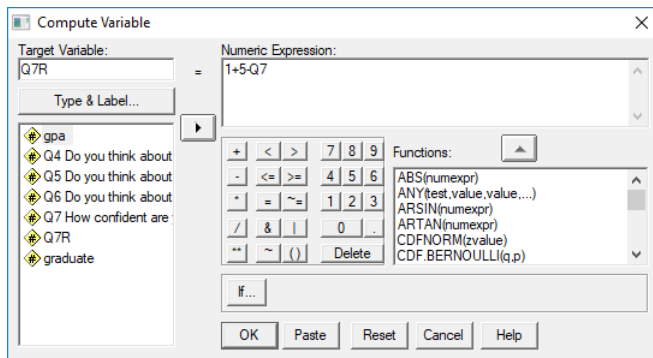 Compute Variable
Target Variable:
Q7R
=
Numeric Expression:
1+5-Q7
Type & Label...
gpa
Q4 Do you think about
Q5 Do you think about
Q6 Do you think about
Q7 How confident are
Q7R
graduate
+ < > 7 8 9
- <= >= 4 5 6
* = ~= 1 2 3
/ & | 0 .
** ~ () Delete
Functions:
ABS(numexpr)
ANY(test,value,value,...)
ARSIN(numexpr)
ARTAN(numexpr)
CDFNORM(zvalue)
CDF.BERNOULLI(q,p)
If...
OK Paste Reset Cancel Help